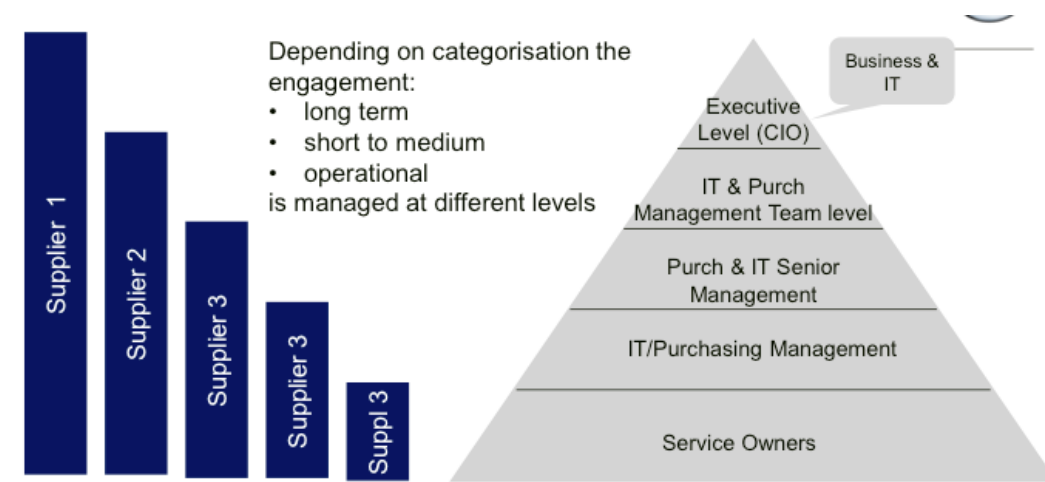 Depending on categorisation the
engagement:
• long term
• short to medium
• operational
is managed at different levels
Supplier 1
Supplier 2
Supplier 3
Supplier 3
Suppl 3
Business &
IT
Executive
Level (CIO)
IT & Purch
Management Team level
Purch & IT Senior
Management
IT/Purchasing Management
Service Owners